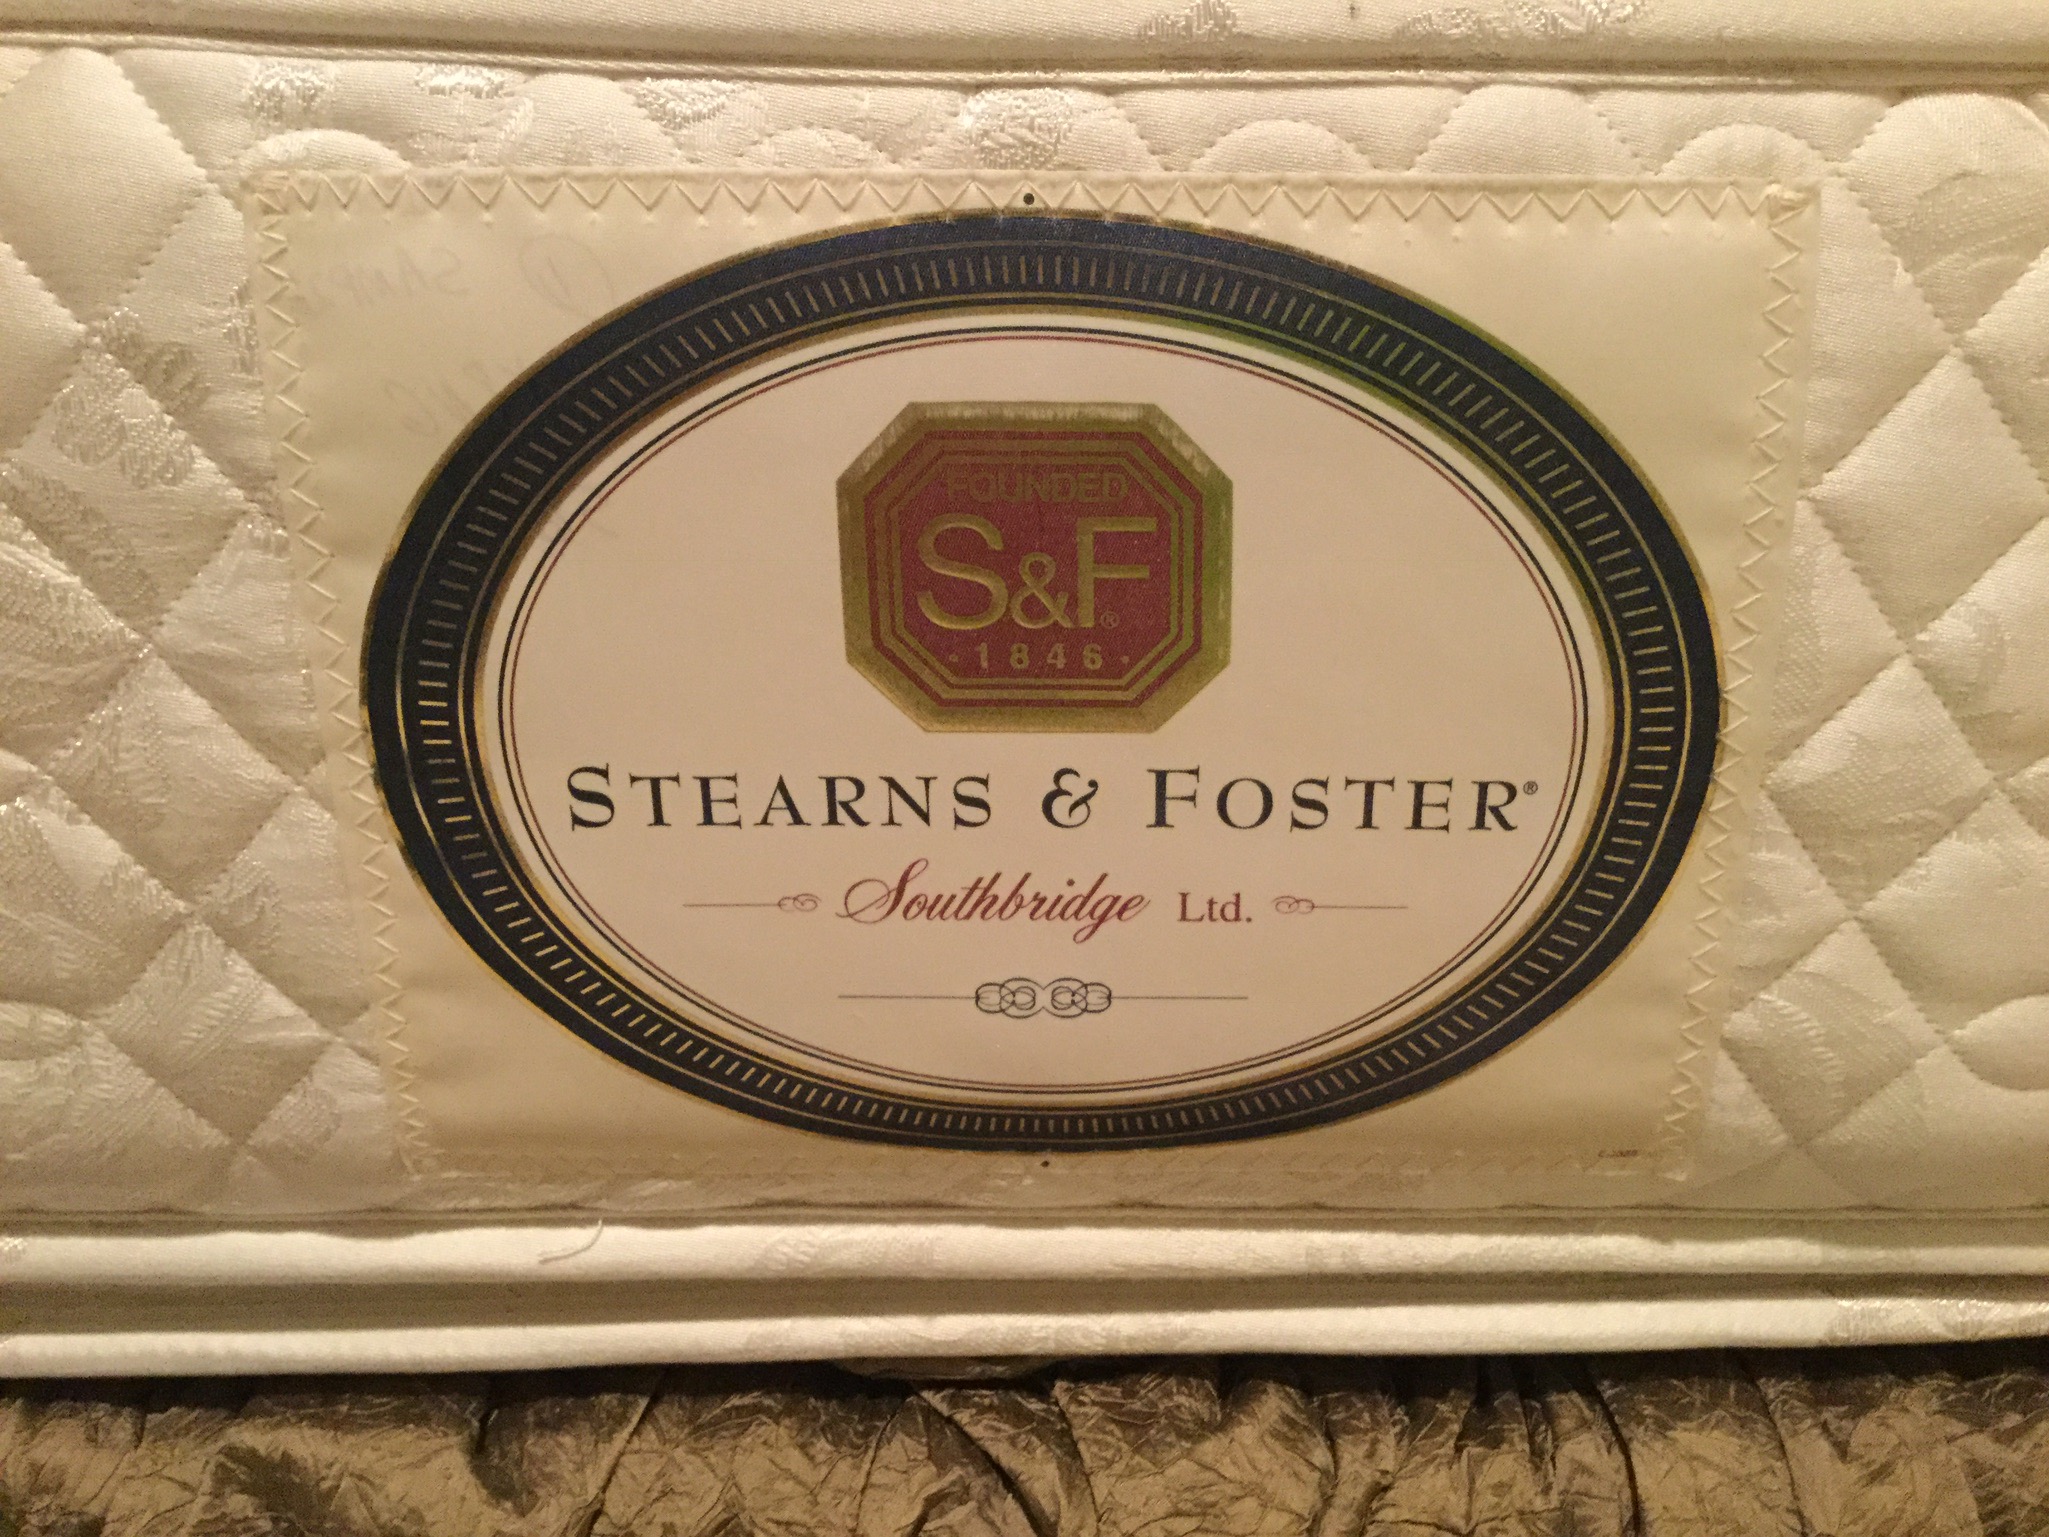 FOUNDED
S&F®
· 1846 ·
STEARNS & FOSTER®
Southbridge Ltd.